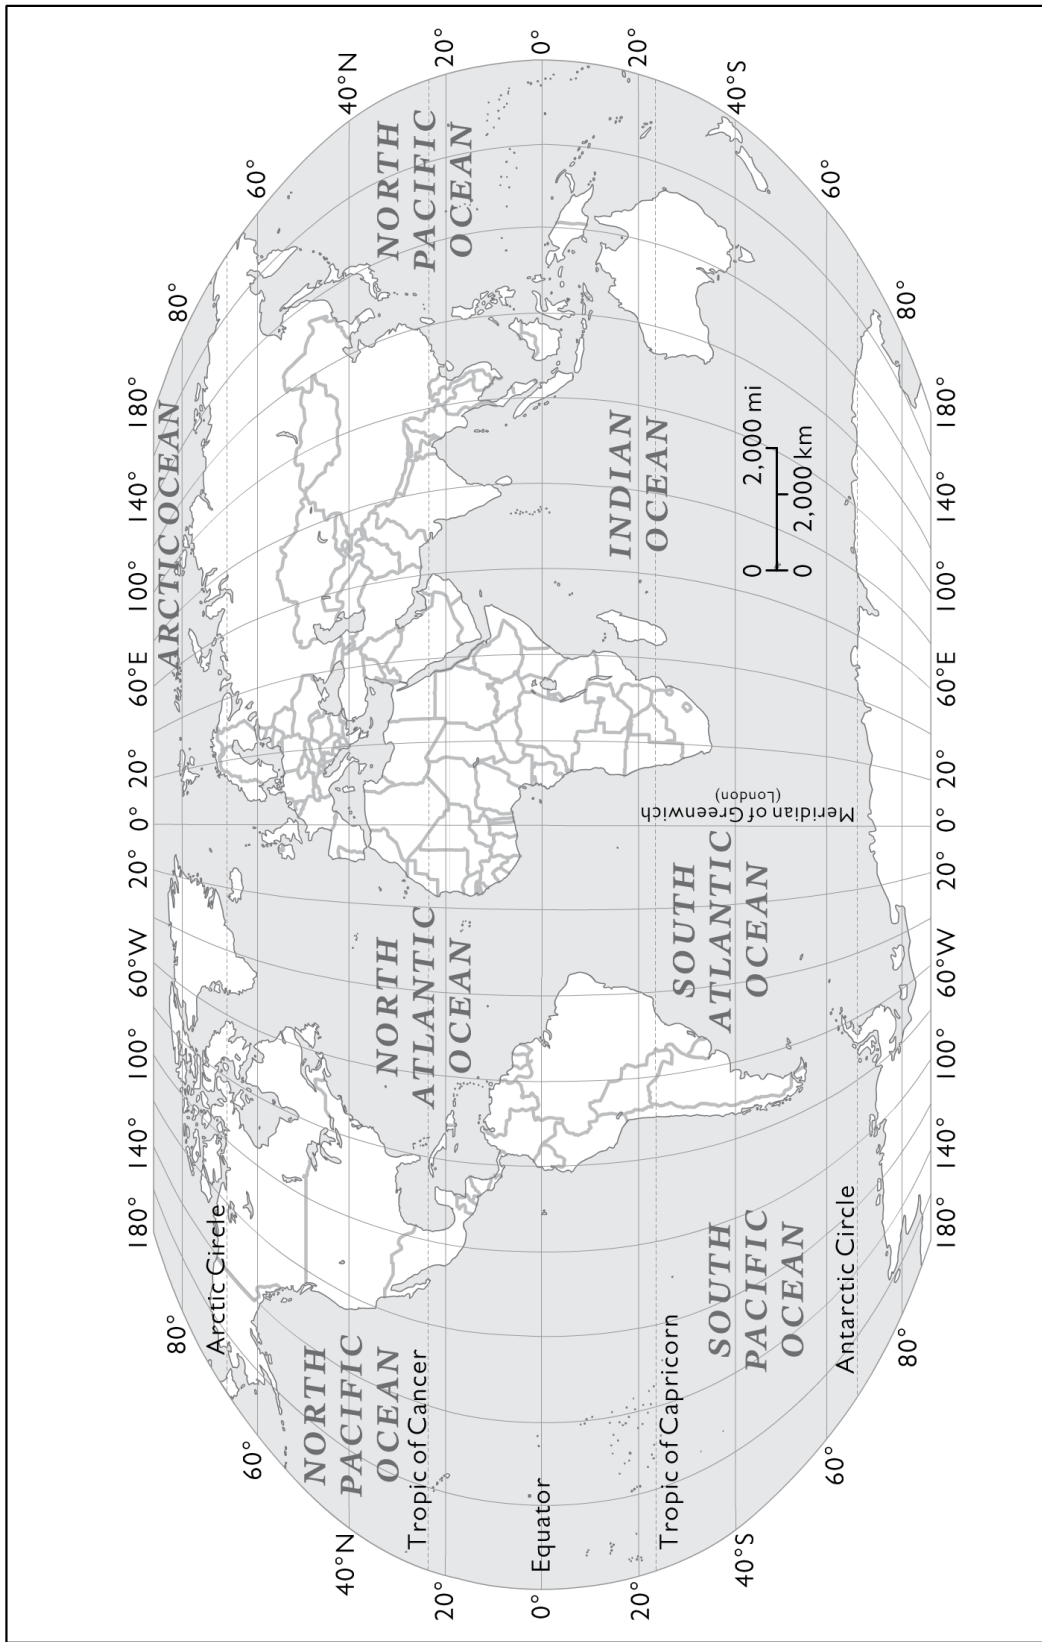 180° 140° 100° 60°W 20° 0° 20° 60°E 100° 140° 180°
ARCTIC OCEAN
80° 80°
Arctic Circle
60° 60°
NORTH
PACIFIC
OCEAN
40°N 40°N
NORTH
ATLANTIC
OCEAN
NORTH
PACIFIC
OCEAN
Tropic of Cancer
20° 20°
0° Equator 0°
20° 20°
INDIAN
OCEAN
Tropic of Capricorn
SOUTH
ATLANTIC
OCEAN
Meridian of Greenwich
(London)
SOUTH
PACIFIC
OCEAN
40°S 40°S
0 2,000 mi
0 2,000 km
60° 60°
Antarctic Circle
80° 80°
180° 140° 100° 60°W 20° 0° 20° 60°E 100° 140° 180°